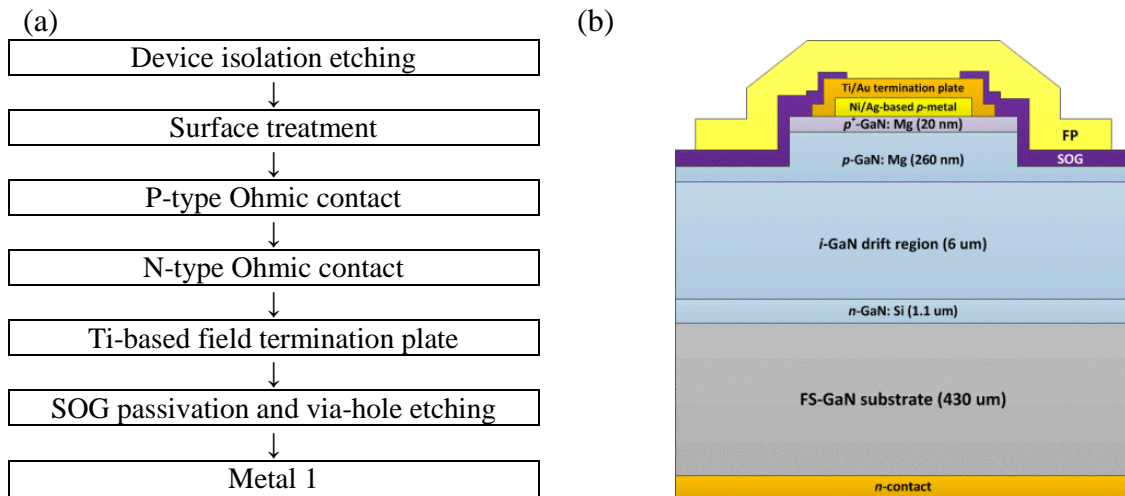 (a)
Device isolation etching
↓
Surface treatment
↓
P-type Ohmic contact
↓
N-type Ohmic contact
↓
Ti-based field termination plate
↓
SOG passivation and via-hole etching
↓
Metal 1
(b)
Ti/Au termination plate
Ni/Ag-based p-metal
p⁺-GaN: Mg (20 nm)
FP
p-GaN: Mg (260 nm)
SOG
i-GaN drift region (6 um)
n-GaN: Si (1.1 um)
FS-GaN substrate (430 um)
n-contact